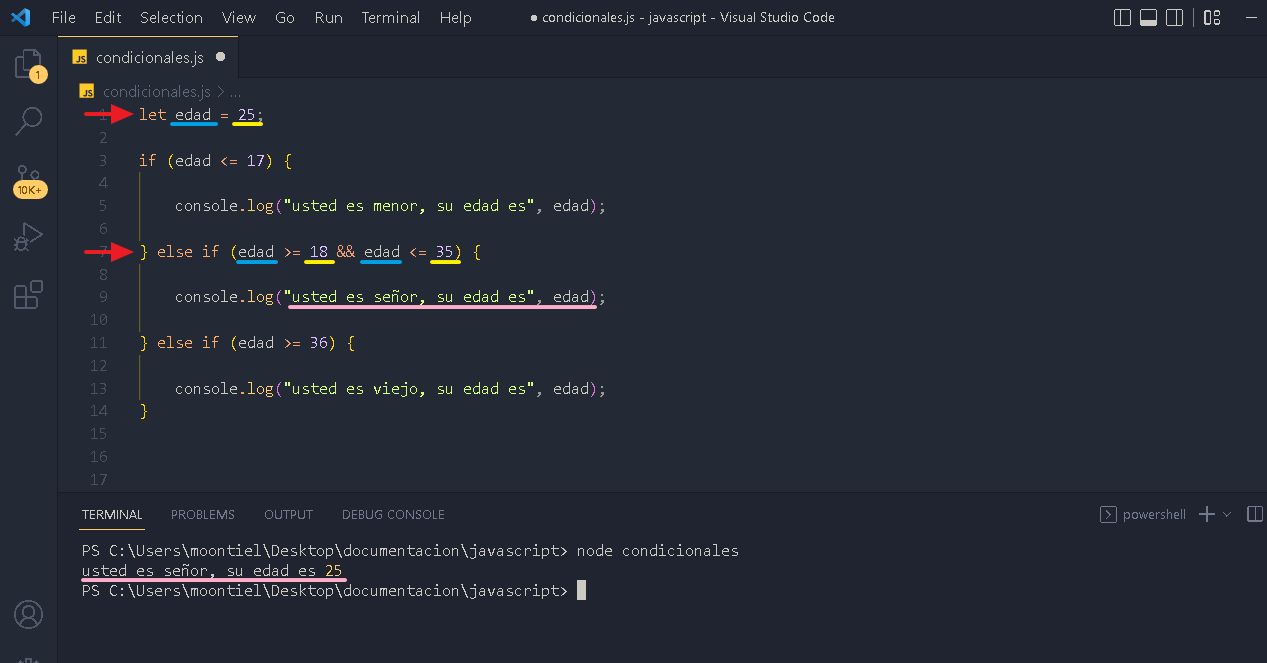 File Edit Selection View Go Run Terminal Help ● condicionales.js - javascript - Visual Studio Code
JS condicionales.js ●
1
JS condicionales.js > ...
1 let edad = 25;
2
3 if (edad <= 17) {
4
5 console.log("usted es menor, su edad es", edad);
6
7 } else if (edad >= 18 && edad <= 35) {
8
9 console.log("usted es señor, su edad es", edad);
10
11 } else if (edad >= 36) {
12
13 console.log("usted es viejo, su edad es", edad);
14 }
15
16
17
10K+
TERMINAL PROBLEMS OUTPUT DEBUG CONSOLE powershell
PS C:\Users\moontiel\Desktop\documentacion\javascript> node condicionales
usted es señor, su edad es 25
PS C:\Users\moontiel\Desktop\documentacion\javascript>